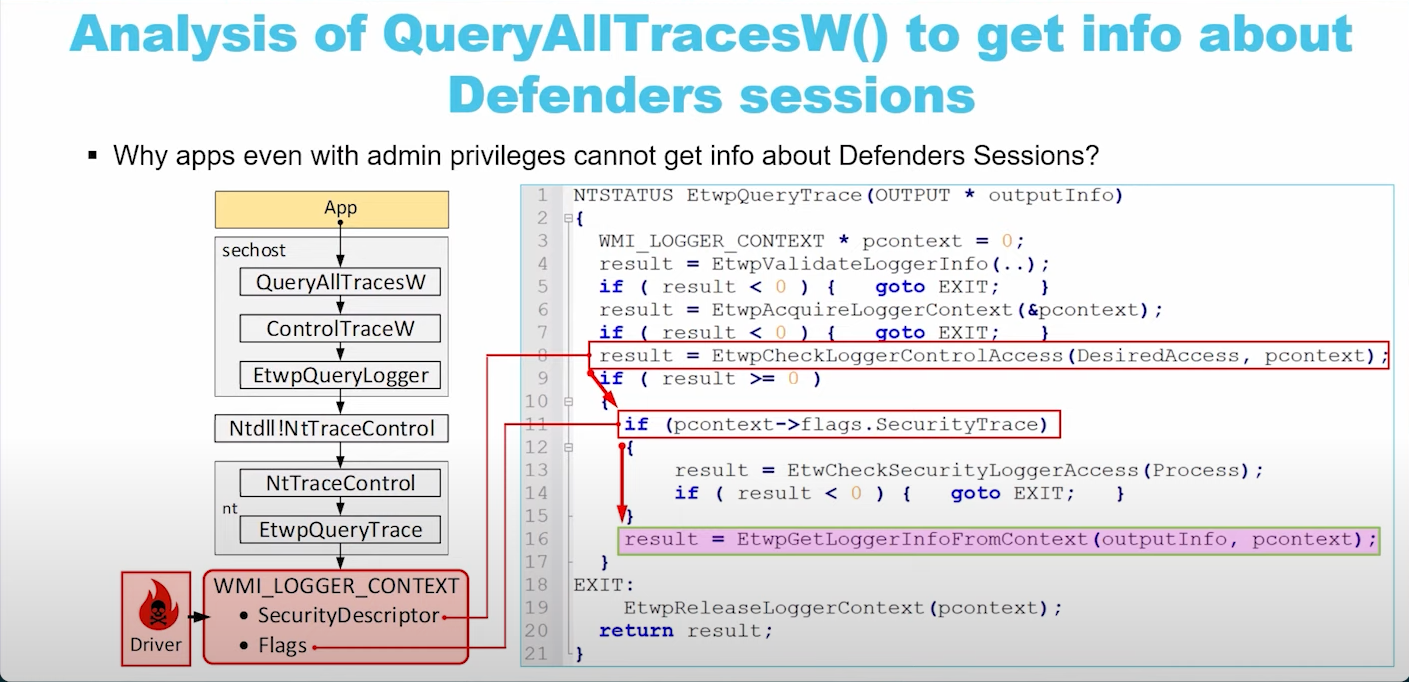 Analysis of QueryAllTracesW() to get info about
Defenders sessions
▪ Why apps even with admin privileges cannot get info about Defenders Sessions?
App
sechost
QueryAllTracesW
ControlTraceW
EtwpQueryLogger
Ntdll!NtTraceControl
NtTraceControl
nt
EtwpQueryTrace
WMI_LOGGER_CONTEXT
• SecurityDescriptor
• Flags
Driver
1 NTSTATUS EtwpQueryTrace(OUTPUT * outputInfo)
2 {
3 WMI_LOGGER_CONTEXT * pcontext = 0;
4 result = EtwpValidateLoggerInfo(..);
5 if ( result < 0 ) { goto EXIT; }
6 result = EtwpAcquireLoggerContext(&pcontext);
7 if ( result < 0 ) { goto EXIT; }
8 result = EtwpCheckLoggerControlAccess(DesiredAccess, pcontext);
9 if ( result >= 0 )
10 {
11 if (pcontext->flags.SecurityTrace)
12 {
13 result = EtwCheckSecurityLoggerAccess(Process);
14 if ( result < 0 ) { goto EXIT; }
15 }
16 result = EtwpGetLoggerInfoFromContext(outputInfo, pcontext);
17 }
18 EXIT:
19 EtwpReleaseLoggerContext(pcontext);
20 return result;
21 }